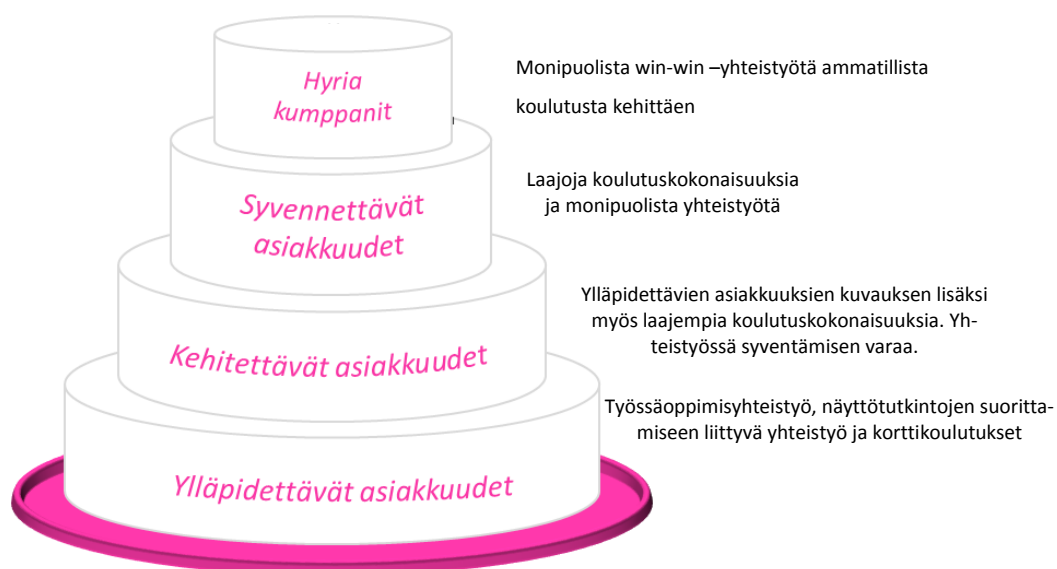 Hyria
kumppanit
Monipuolista win-win –yhteistyötä ammatillista
koulutusta kehittäen
Syvennettävät
asiakkuudet
Laajoja koulutuskokonaisuuksia
ja monipuolista yhteistyötä
Kehitettävät asiakkuudet
Ylläpidettävien asiakkuuksien kuvauksen lisäksi
myös laajempia koulutuskokonaisuuksia. Yh-
teistyössä syventämisen varaa.
Ylläpidettävät asiakkuudet
Työssäoppimisyhteistyö, näyttötutkintojen suoritta-
miseen liittyvä yhteistyö ja korttikoulutukset